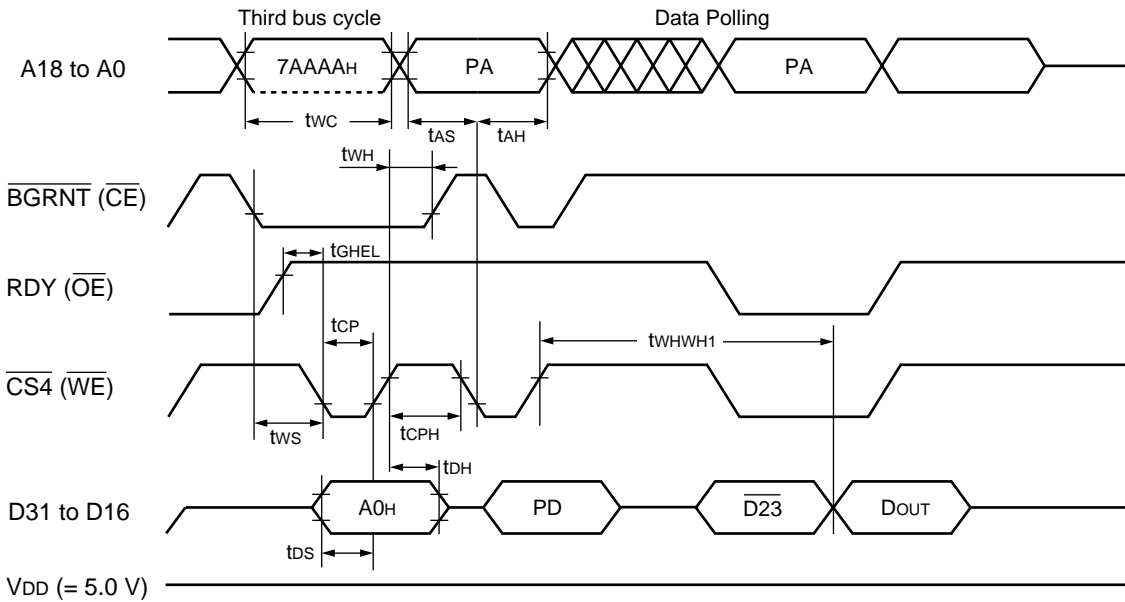 Third bus cycle Data Polling
A18 to A0 7AAAAH PA PA
tWC tAS tAH
tWH
BGRNT (CE)
tGHEL
RDY (OE)
tCP tWHWH1
CS4 (WE)
tWS tCPH
tDH
D31 to D16 A0H PD D23 DOUT
tDS
VDD (= 5.0 V)